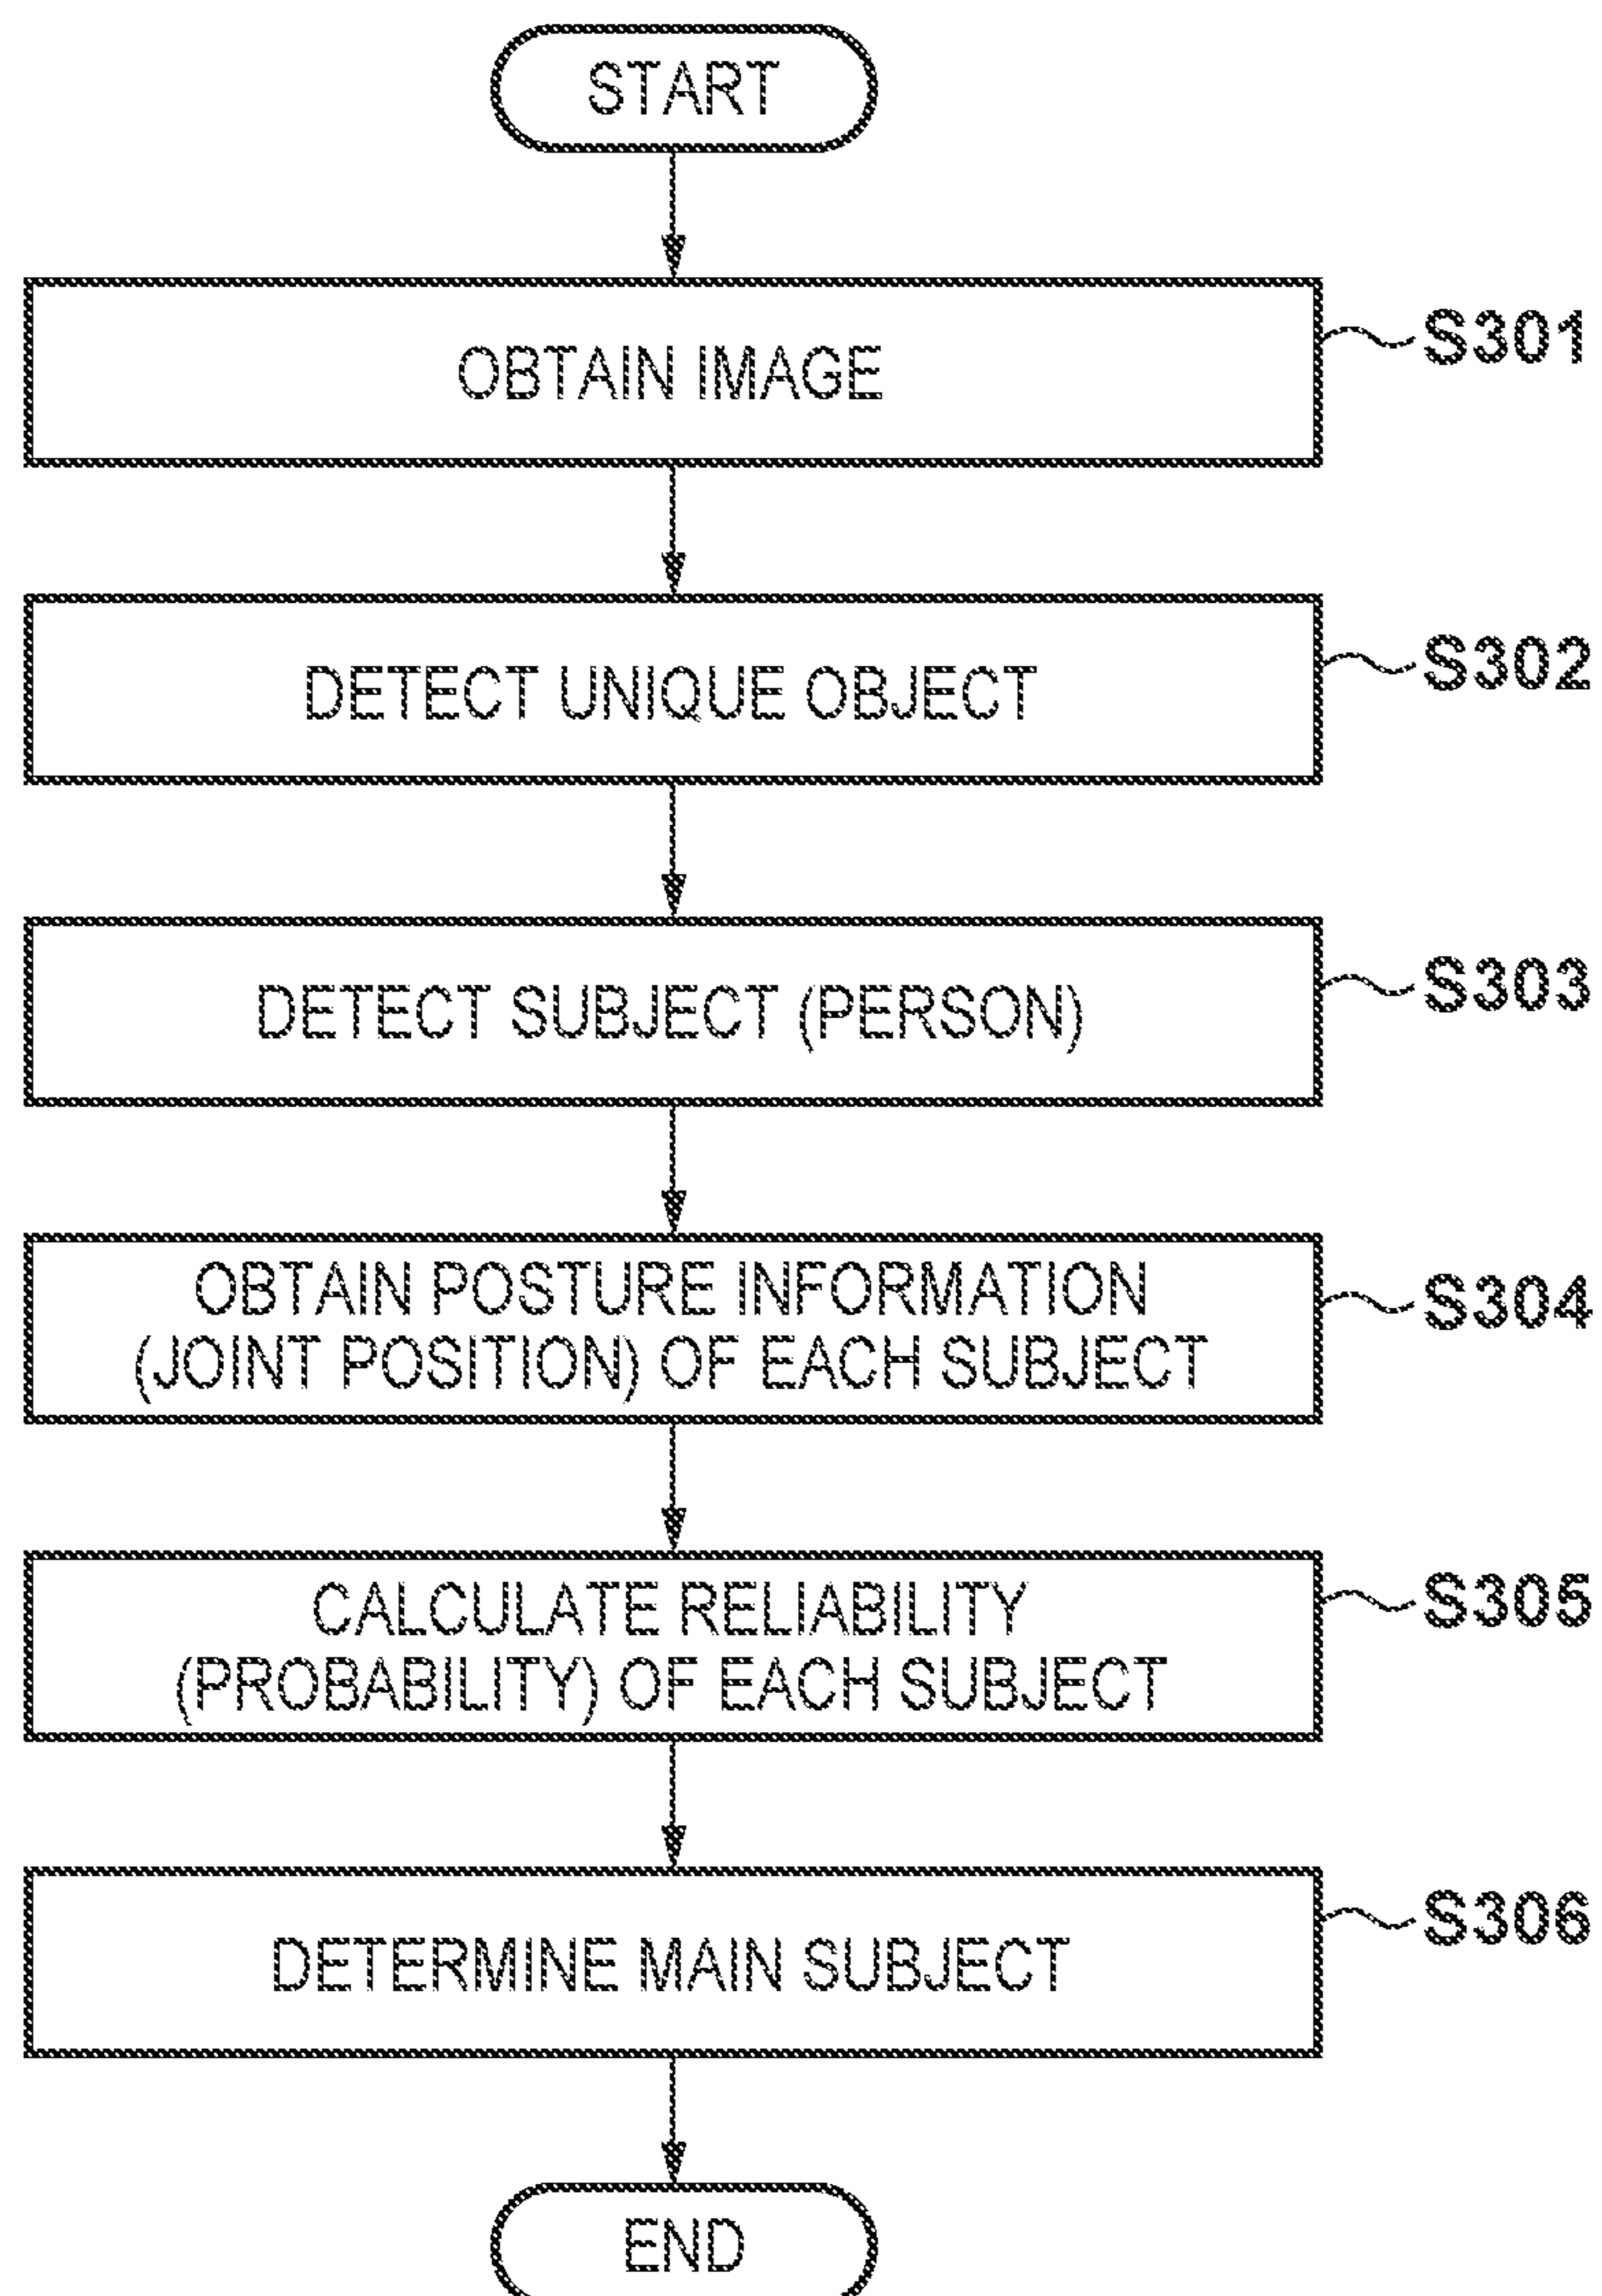 START
OBTAIN IMAGE
S301
DETECT UNIQUE OBJECT
S302
DETECT SUBJECT (PERSON)
S303
OBTAIN POSTURE INFORMATION
(JOINT POSITION) OF EACH SUBJECT
S304
CALCULATE RELIABILITY
(PROBABILITY) OF EACH SUBJECT
S305
DETERMINE MAIN SUBJECT
S306
END